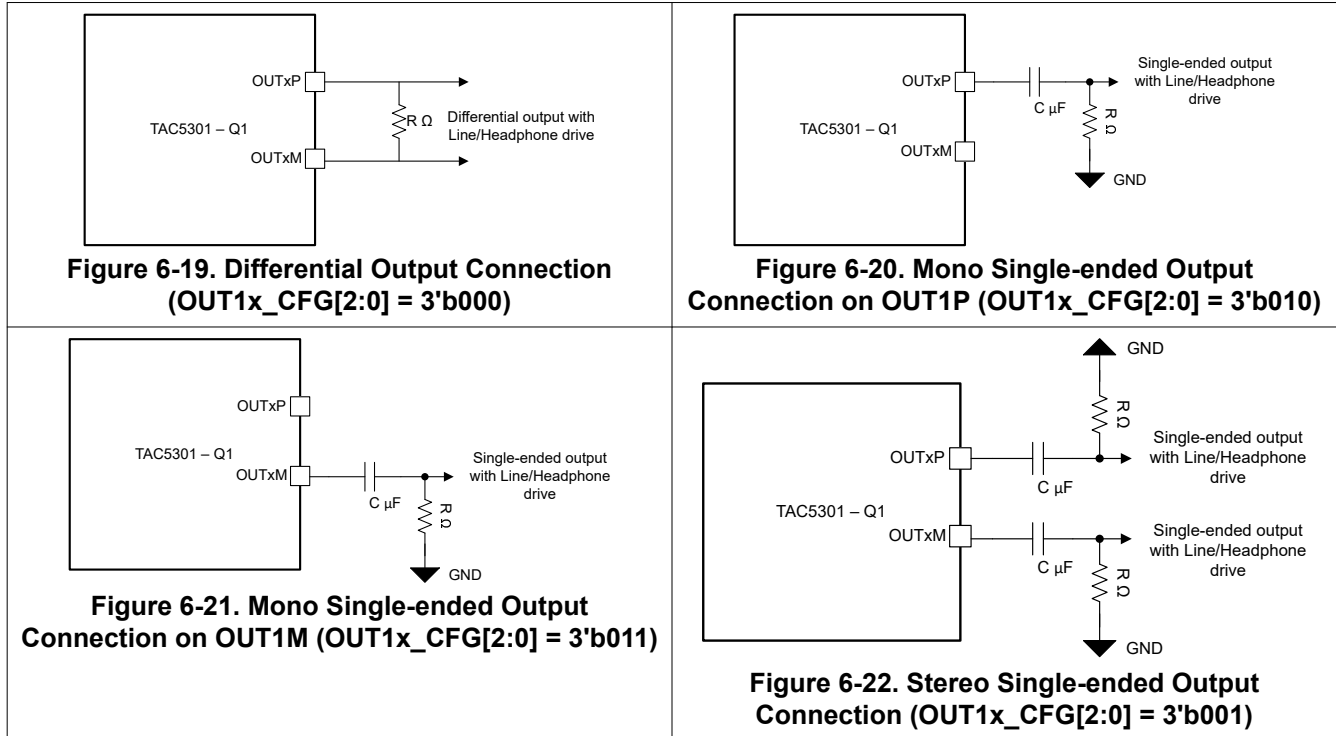 OUTxP
TAC5301 – Q1
OUTxM
R Ω
Differential output with
Line/Headphone drive
Figure 6-19. Differential Output Connection
(OUT1x_CFG[2:0] = 3'b000)
OUTxP
TAC5301 – Q1
OUTxM
C µF
R Ω
GND
Single-ended output
with Line/Headphone
drive
Figure 6-20. Mono Single-ended Output
Connection on OUT1P (OUT1x_CFG[2:0] = 3'b010)
OUTxP
TAC5301 – Q1
OUTxM
C µF
R Ω
GND
Single-ended output
with Line/Headphone
drive
Figure 6-21. Mono Single-ended Output
Connection on OUT1M (OUT1x_CFG[2:0] = 3'b011)
GND
R Ω
OUTxP
C µF
Single-ended output
with Line/Headphone
drive
TAC5301 – Q1
OUTxM
C µF
R Ω
Single-ended output
with Line/Headphone
drive
GND
Figure 6-22. Stereo Single-ended Output
Connection (OUT1x_CFG[2:0] = 3'b001)